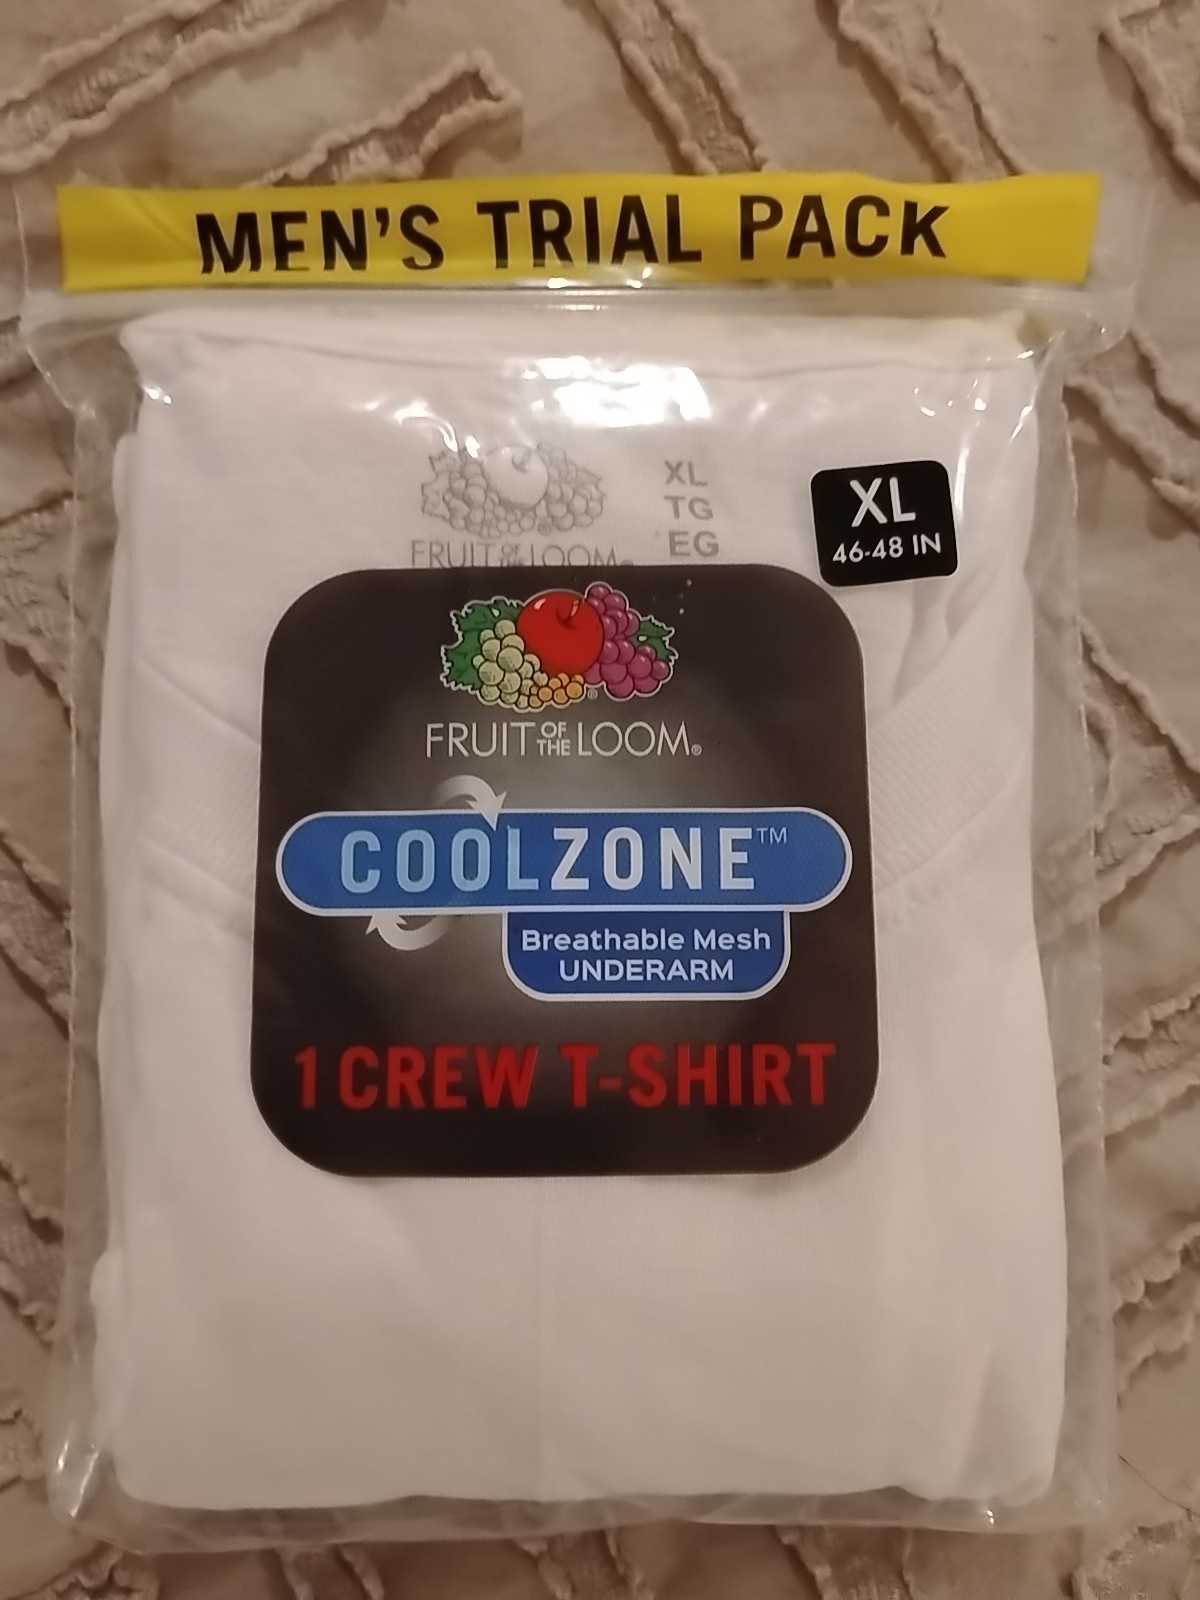 MEN'S TRIAL PACK
XL
TG
EG
FRUIT OF THE LOOM®
XL
46-48 IN
FRUIT OF THE LOOM®
COOLZONE™
Breathable Mesh
UNDERARM
1 CREW T-SHIRT